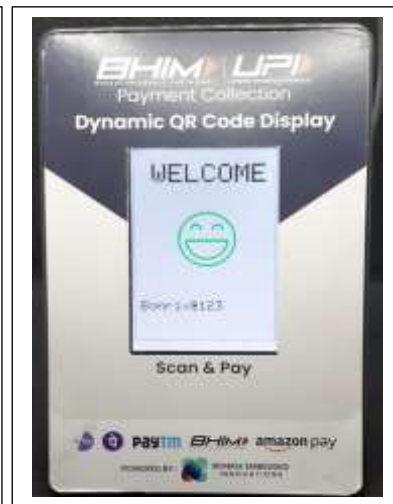 BHIM UPI
Payment Collection
Dynamic QR Code Display
WELCOME
Scan & Pay
Paytm BHIM amazon pay
POWERED BY :